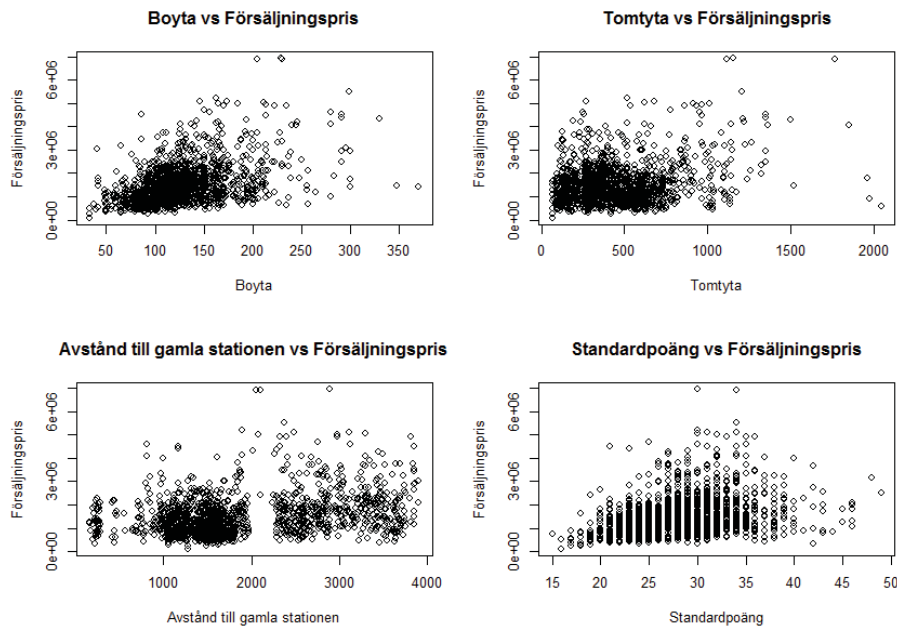 Boyta vs Försäljningspris
Försäljningspris
0e+00 3e+06 6e+06
50 100 150 200 250 300 350
Boyta
Tomtyta vs Försäljningspris
Försäljningspris
0e+00 3e+06 6e+06
0 500 1000 1500 2000
Tomtyta
Avstånd till gamla stationen vs Försäljningspris
Försäljningspris
0e+00 3e+06 6e+06
1000 2000 3000 4000
Avstånd till gamla stationen
Standardpoäng vs Försäljningspris
Försäljningspris
0e+00 3e+06 6e+06
15 20 25 30 35 40 45 50
Standardpoäng